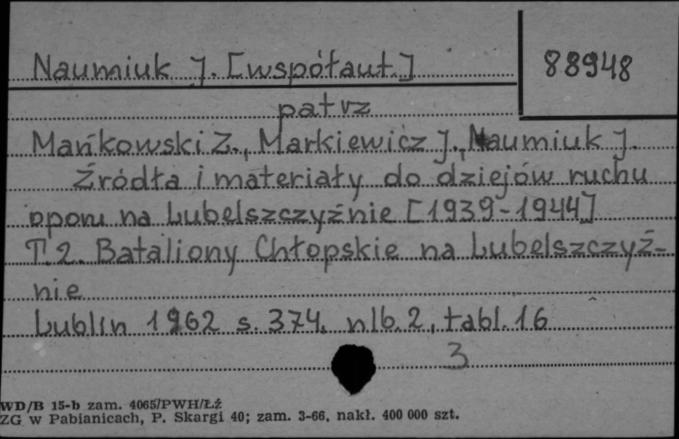 Naumiuk J. [współaut.]
88948
patrz
Mańkowski Z., Markiewicz J., Naumiuk J.
Źródła i materiały do dziejów ruchu
oporu na Lubelszczyźnie [1939-1944]
T.2. Bataliony Chłopskie na Lubelszczyź-
nie
Lublin 1962 s. 374, nlb. 2, tabl. 16
3
WD/B 15-b zam. 4065/PWH/Łź
ZG w Pabianicach, P. Skargi 40; zam. 3-66, nakł. 400 000 szt.